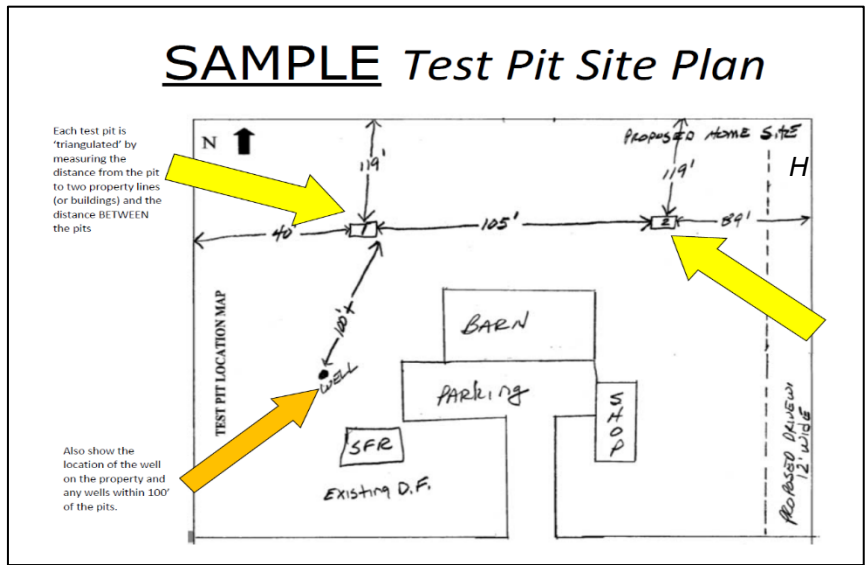 SAMPLE Test Pit Site Plan
Each test pit is
'triangulated' by
measuring the
distance from the pit
to two property lines
(or buildings) and the
distance BETWEEN
the pits
N
PROPOSED HOME SITE
H
119'
119'
40'
1
105'
2
89'
100'+
WELL
TEST PIT LOCATION MAP
BARN
PARKing
SHOP
SFR
Existing D.F.
PROPOSED DRIVEWI
12' WIDE
Also show the
location of the well
on the property and
any wells within 100'
of the pits.